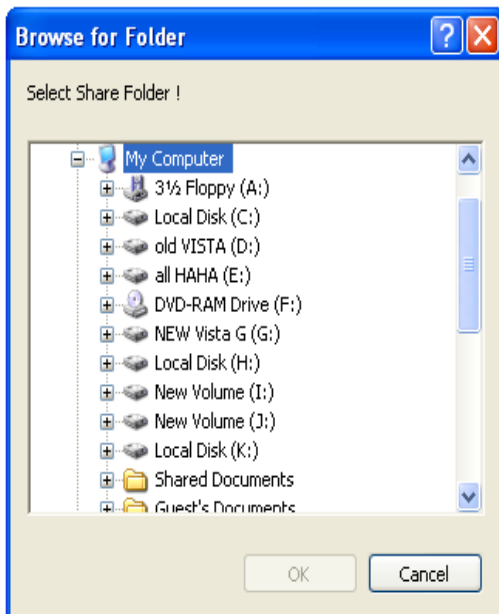 Browse for Folder
Select Share Folder !
My Computer
3½ Floppy (A:)
Local Disk (C:)
old VISTA (D:)
all HAHA (E:)
DVD-RAM Drive (F:)
NEW Vista G (G:)
Local Disk (H:)
New Volume (I:)
New Volume (J:)
Local Disk (K:)
Shared Documents
Guest's Documents
OK Cancel